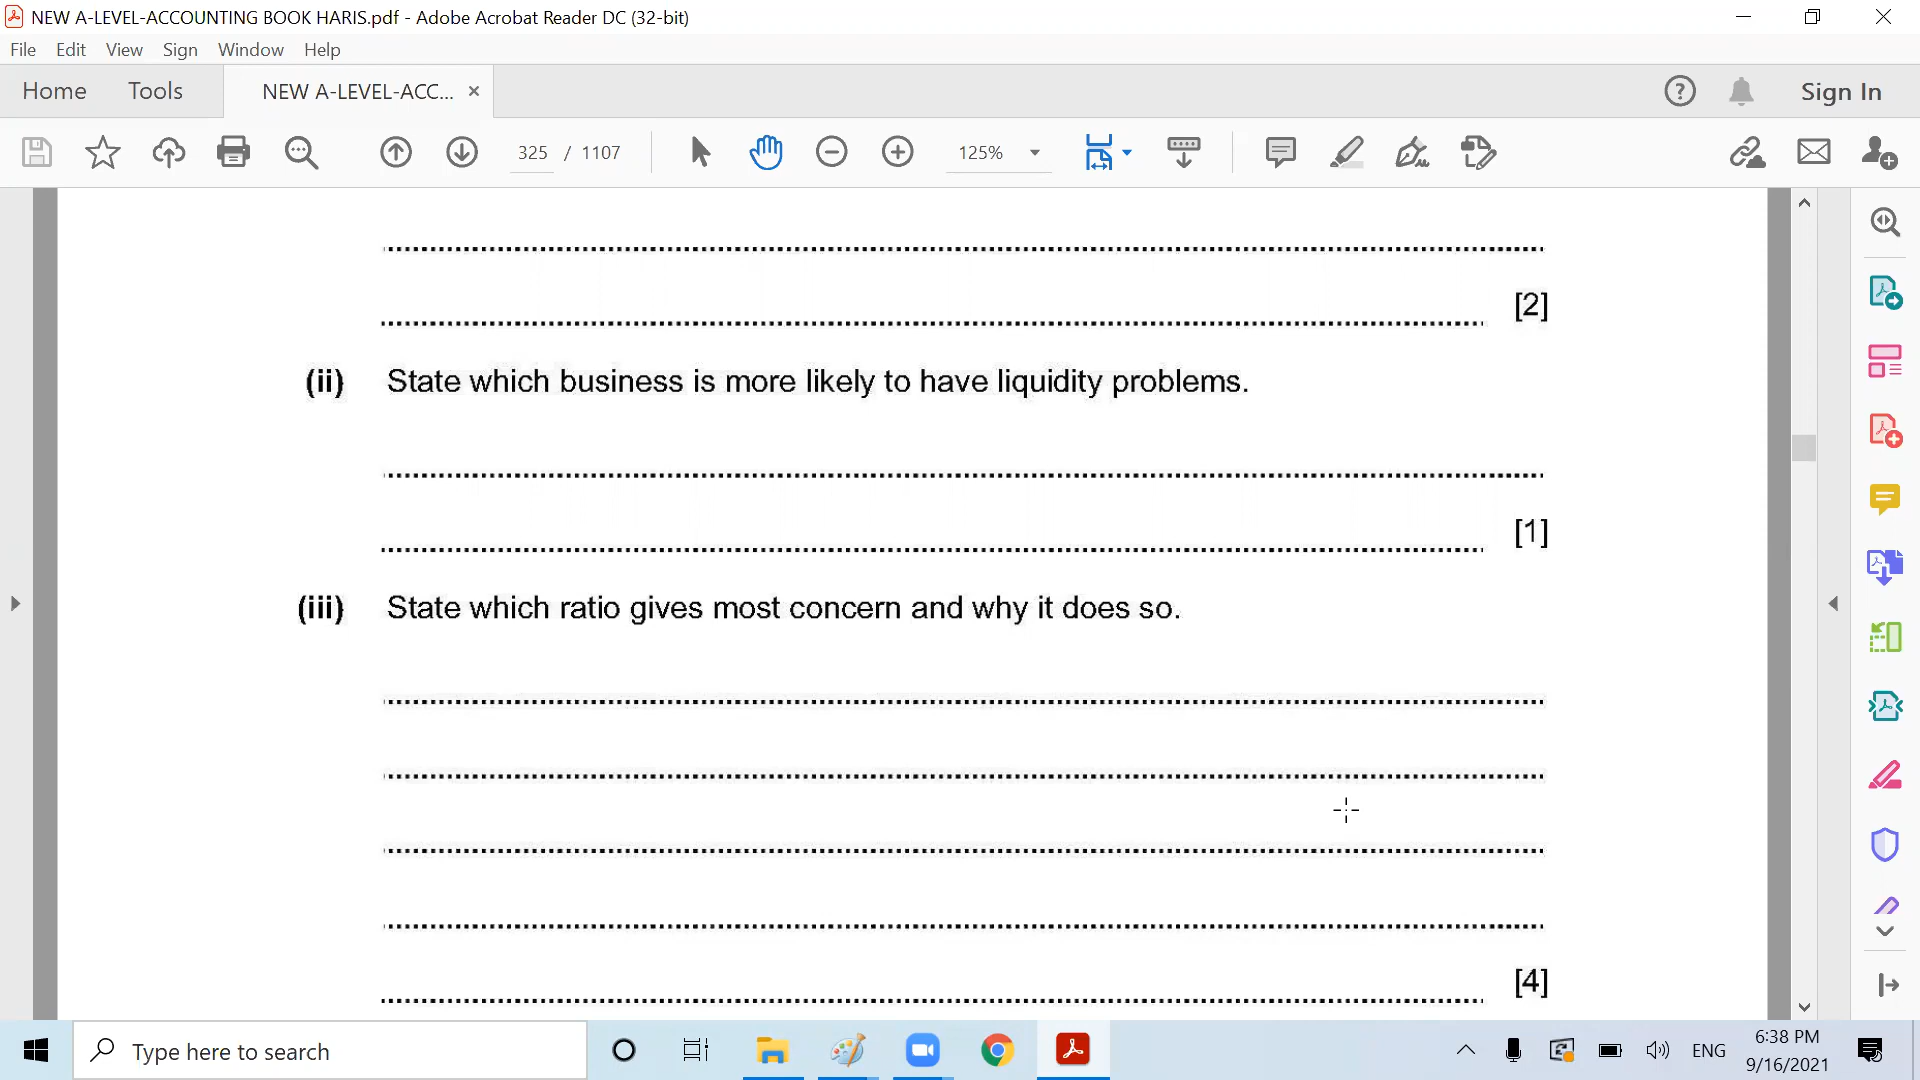 NEW A-LEVEL-ACCOUNTING BOOK HARIS.pdf - Adobe Acrobat Reader DC (32-bit)
File Edit View Sign Window Help
Home Tools NEW A-LEVEL-ACC... × Sign In
325 / 1107 125%
[2]
(ii) State which business is more likely to have liquidity problems.
[1]
(iii) State which ratio gives most concern and why it does so.
[4]
Type here to search
ENG
6:38 PM
9/16/2021